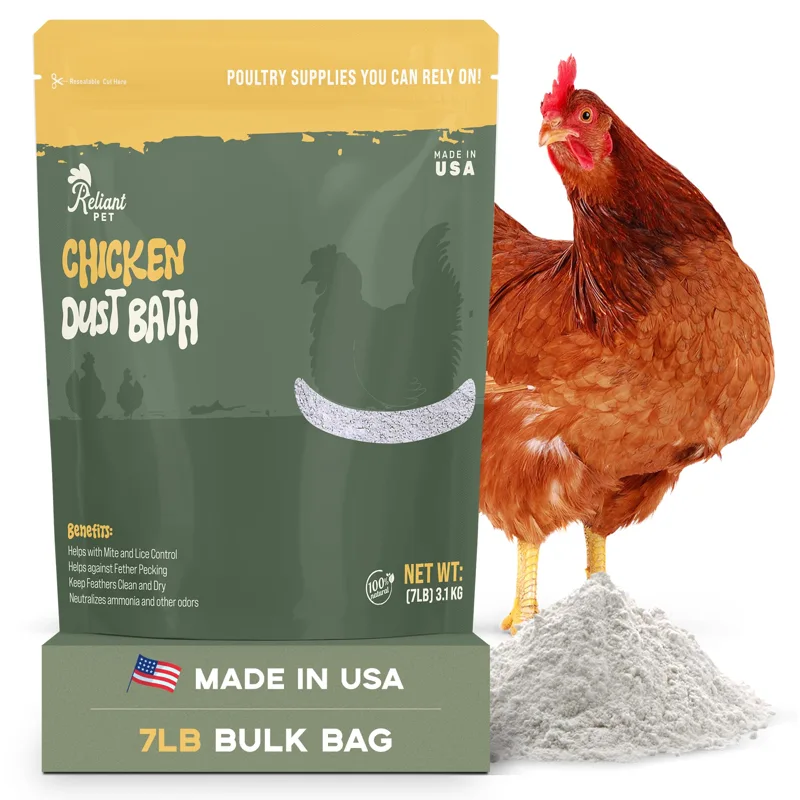 Resealable Cut Here
POULTRY SUPPLIES YOU CAN RELY ON!
MADE IN
USA
Reliant
PET
CHICKEN
DUST BATH
Benefits:
Helps with Mite and Lice Control
Helps against Fether Pecking
Keep Feathers Clean and Dry
Neutralizes ammonia and other odors
100%
natural
NET WT:
(7LB) 3.1 KG
MADE IN USA
7LB BULK BAG